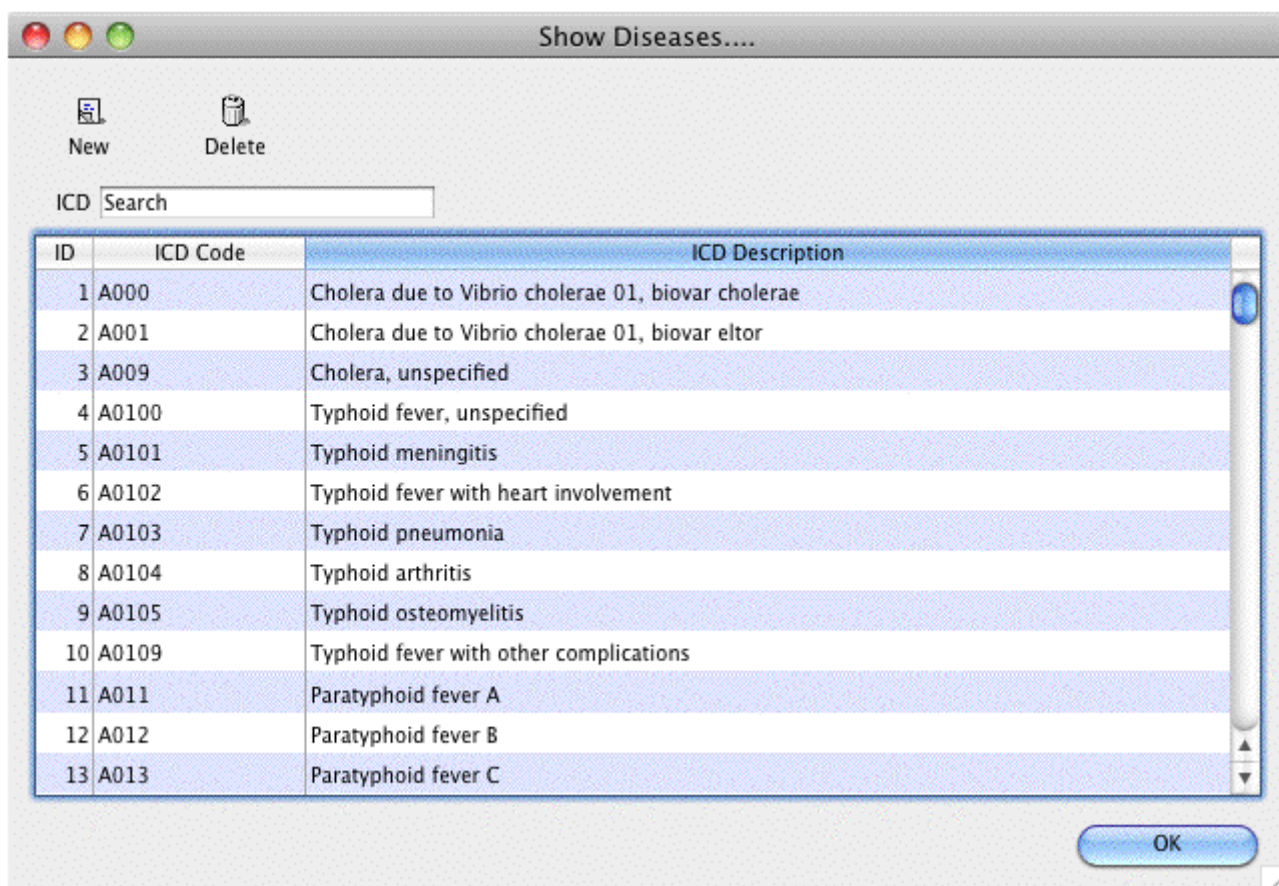 Show Diseases....
New Delete
ICD Search
ID ICD Code ICD Description
1 A000 Cholera due to Vibrio cholerae 01, biovar cholerae
2 A001 Cholera due to Vibrio cholerae 01, biovar eltor
3 A009 Cholera, unspecified
4 A0100 Typhoid fever, unspecified
5 A0101 Typhoid meningitis
6 A0102 Typhoid fever with heart involvement
7 A0103 Typhoid pneumonia
8 A0104 Typhoid arthritis
9 A0105 Typhoid osteomyelitis
10 A0109 Typhoid fever with other complications
11 A011 Paratyphoid fever A
12 A012 Paratyphoid fever B
13 A013 Paratyphoid fever C
OK